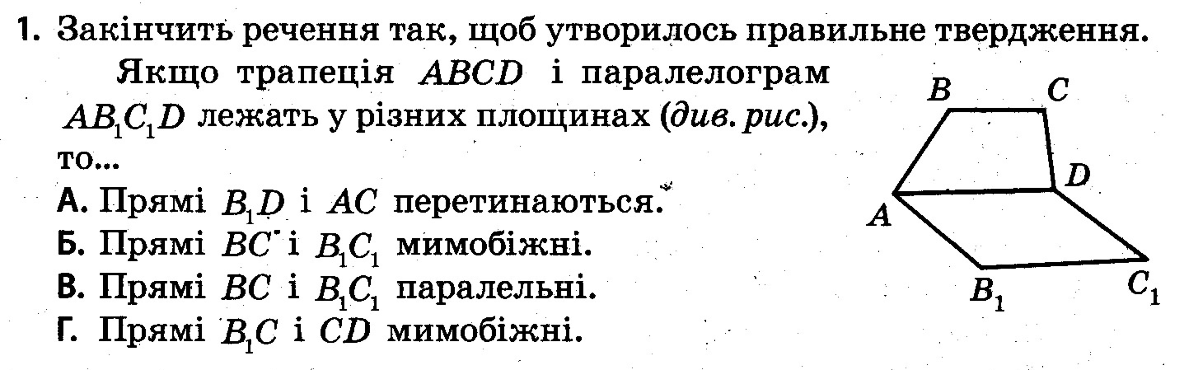 1. Закінчить речення так, щоб утворилось правильне твердження.
Якщо трапеція ABCD і паралелограм
AB₁C₁D лежать у різних площинах (див. рис.),
то...
А. Прямі B₁D і AC перетинаються.
Б. Прямі BC і B₁C₁ мимобіжні.
В. Прямі BC і B₁C₁ паралельні.
Г. Прямі B₁C і CD мимобіжні.
B C
D
A
B₁ C₁